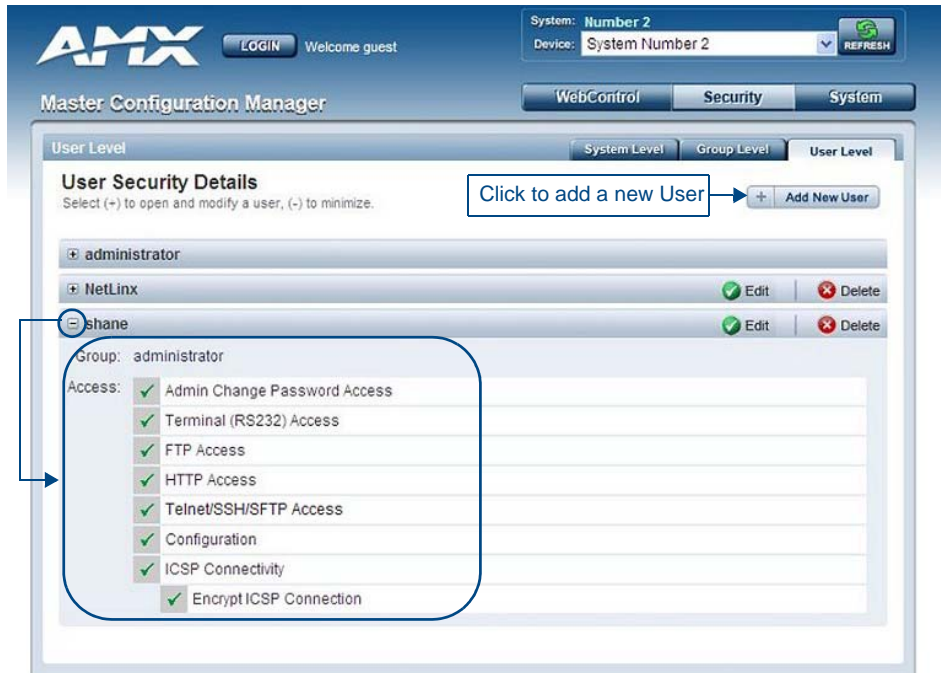 AMX LOGIN Welcome guest
System: Number 2
Device: System Number 2 REFRESH
Master Configuration Manager
WebControl Security System
User Level
System Level Group Level User Level
User Security Details
Select (+) to open and modify a user, (-) to minimize.
Click to add a new User
+ Add New User
+ administrator
+ NetLinx Edit Delete
- shane Edit Delete
Group: administrator
Access: Admin Change Password Access
Terminal (RS232) Access
FTP Access
HTTP Access
Telnet/SSH/SFTP Access
Configuration
ICSP Connectivity
Encrypt ICSP Connection